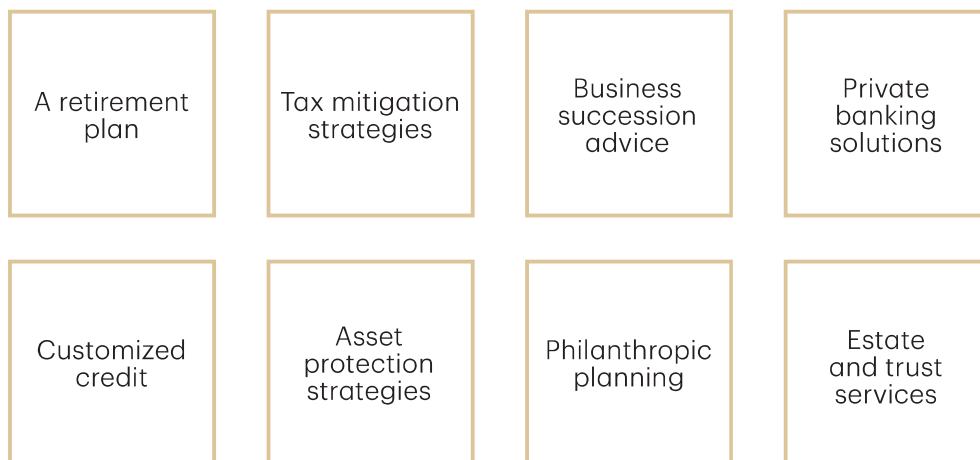 A retirement
plan
Tax mitigation
strategies
Business
succession
advice
Private
banking
solutions
Customized
credit
Asset
protection
strategies
Philanthropic
planning
Estate
and trust
services